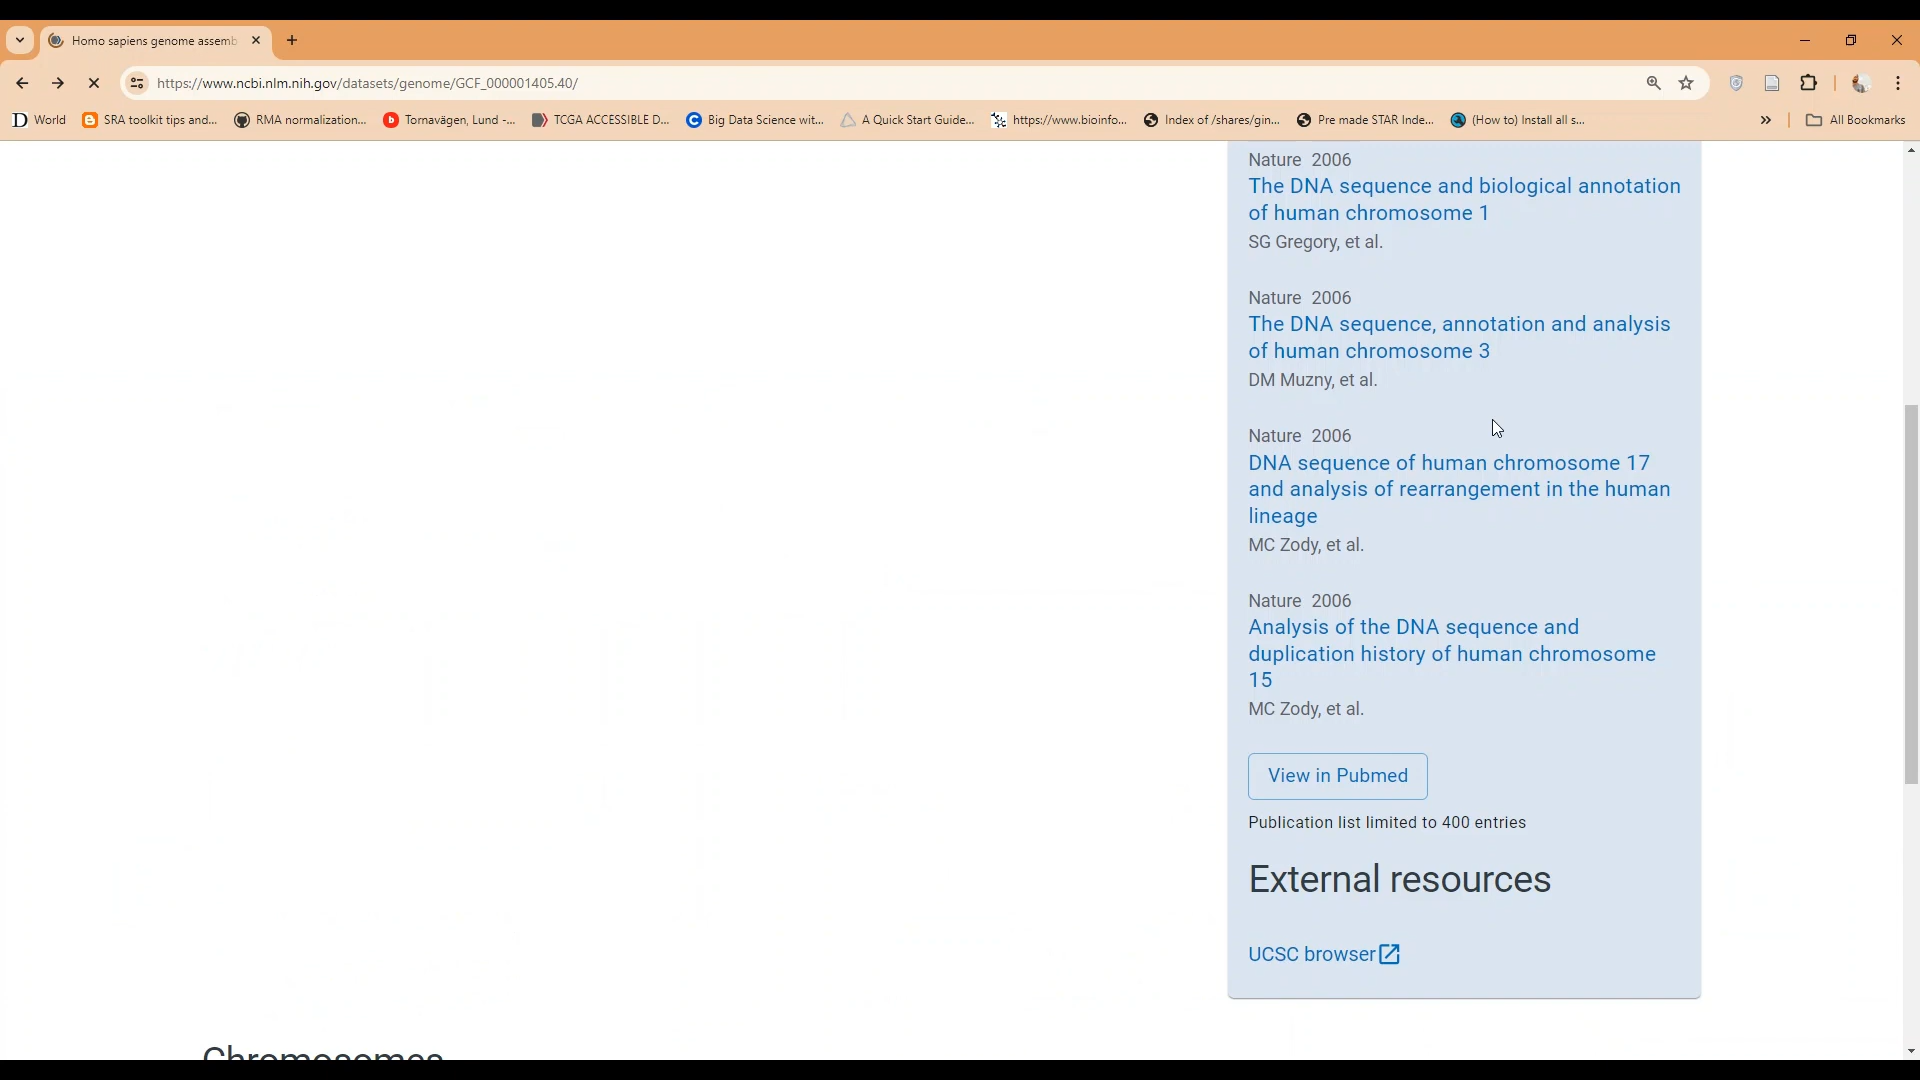 Homo sapiens genome assemb
https://www.ncbi.nlm.nih.gov/datasets/genome/GCF_000001405.40/
World
SRA toolkit tips and...
RMA normalization...
Tornavägen, Lund -...
TCGA ACCESSIBLE D...
Big Data Science wit...
A Quick Start Guide...
https://www.bioinfo...
Index of /shares/gin...
Pre made STAR Inde...
(How to) Install all s...
All Bookmarks
Nature 2006
The DNA sequence and biological annotation
of human chromosome 1
SG Gregory, et al.
Nature 2006
The DNA sequence, annotation and analysis
of human chromosome 3
DM Muzny, et al.
Nature 2006
DNA sequence of human chromosome 17
and analysis of rearrangement in the human
lineage
MC Zody, et al.
Nature 2006
Analysis of the DNA sequence and
duplication history of human chromosome
15
MC Zody, et al.
View in Pubmed
Publication list limited to 400 entries
External resources
UCSC browser
Chromosomes